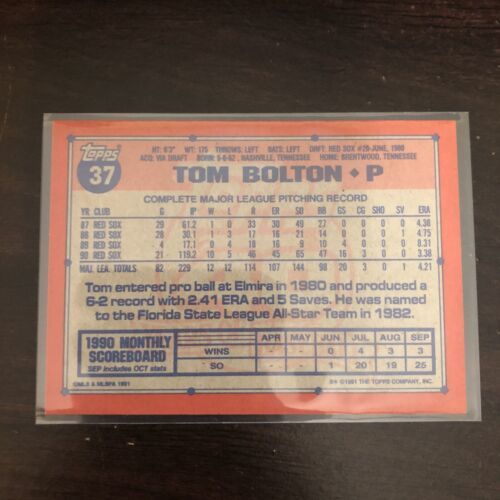 Topps
37
HT: 6'3" WT: 175 THROWS: LEFT BATS: LEFT DRAFT: RED SOX #20-JUNE, 1980
ACQ: VIA DRAFT BORN: 5-6-62, NASHVILLE, TENNESSEE HOME: BRENTWOOD, TENNESSEE
TOM BOLTON • P
COMPLETE MAJOR LEAGUE PITCHING RECORD
YR CLUB G IP W L R ER SO BB GS CG SHO SV ERA
87 RED SOX 29 61.2 1 0 33 30 49 27 0 0 0 0 4.38
88 RED SOX 28 30.1 1 3 17 16 21 14 0 0 0 1 4.75
89 RED SOX 4 17.1 0 4 18 16 9 10 4 0 0 0 8.31
90 RED SOX 21 119.2 10 5 46 45 65 47 16 3 0 0 3.38
MAJ. LEA. TOTALS 82 229 12 12 114 107 144 98 20 3 0 1 4.21
Tom entered pro ball at Elmira in 1980 and produced a
6-2 record with 2.41 ERA and 5 Saves. He was named
to the Florida State League All-Star Team in 1982.
1990 MONTHLY
SCOREBOARD
SEP includes OCT stats
APR MAY JUN JUL AUG SEP
WINS 0 4 3 3
SO 1 20 19 25
©MLB & MLBPA 1991
©1991 THE TOPPS COMPANY, INC.